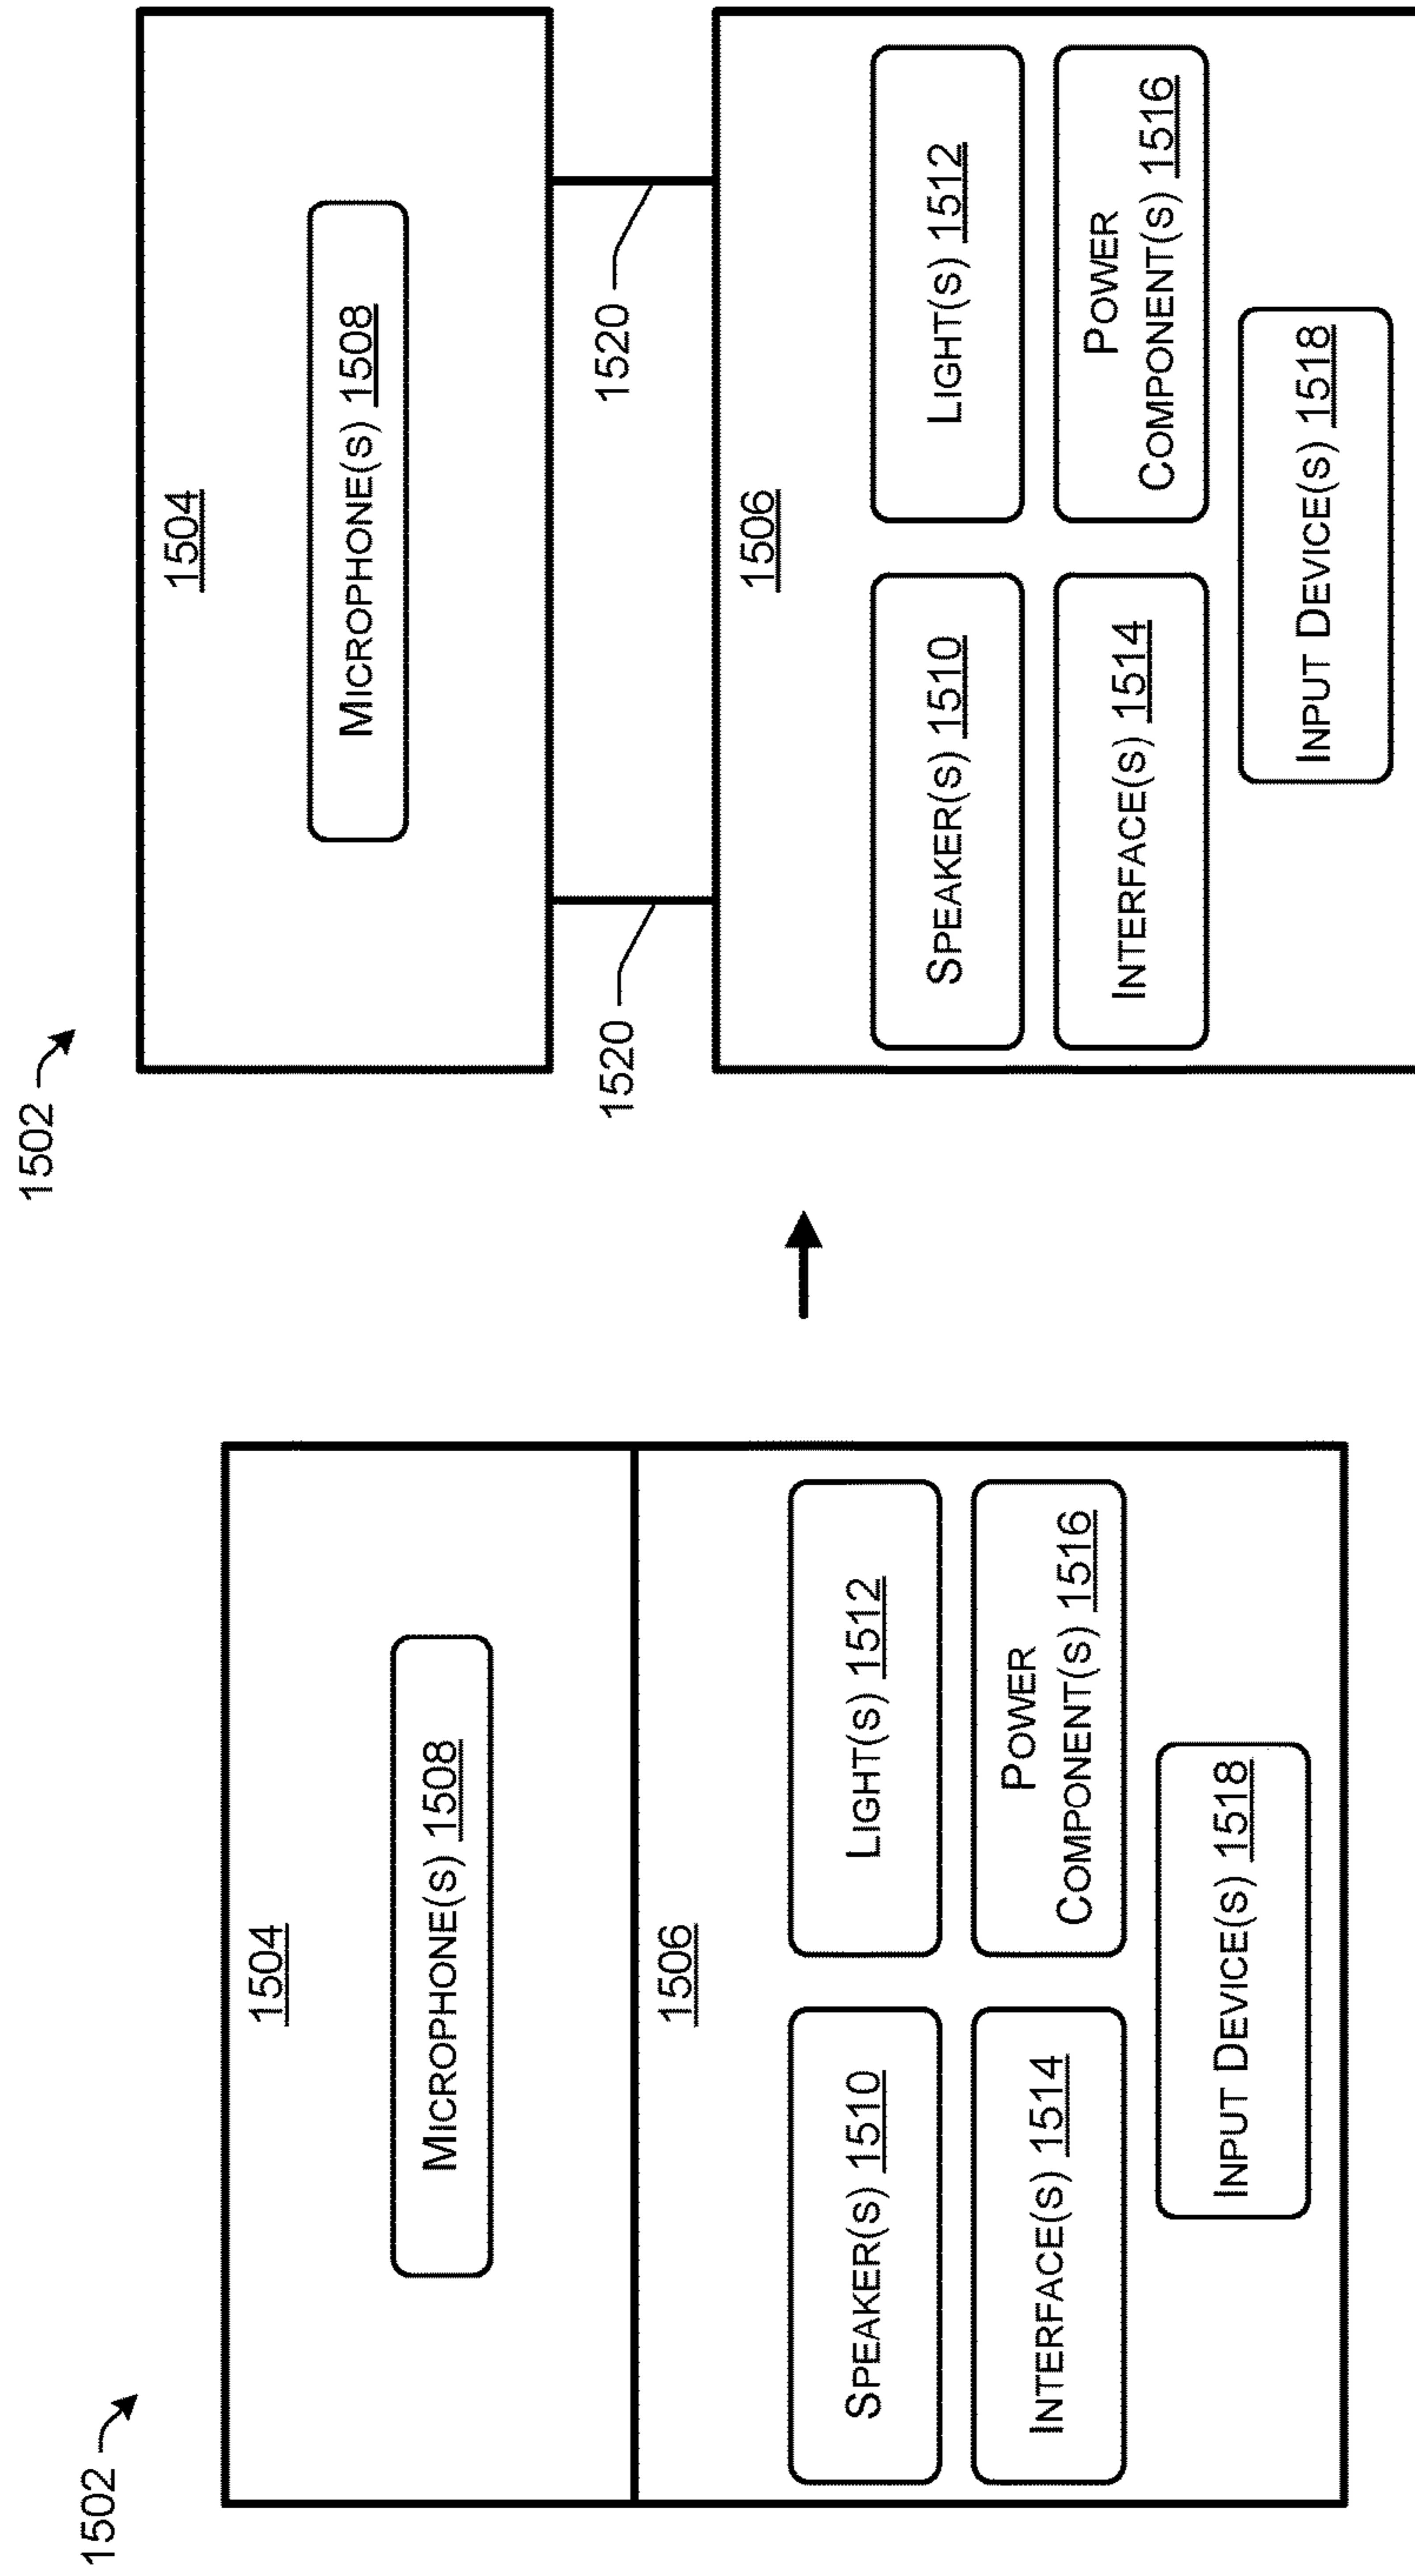 1502
1504
MICROPHONE(S) 1508
1506
SPEAKER(S) 1510
LIGHT(S) 1512
INTERFACE(S) 1514
POWER
COMPONENT(S) 1516
INPUT DEVICE(S) 1518
1502
1504
MICROPHONE(S) 1508
1520
1520
1506
SPEAKER(S) 1510
LIGHT(S) 1512
INTERFACE(S) 1514
POWER
COMPONENT(S) 1516
INPUT DEVICE(S) 1518